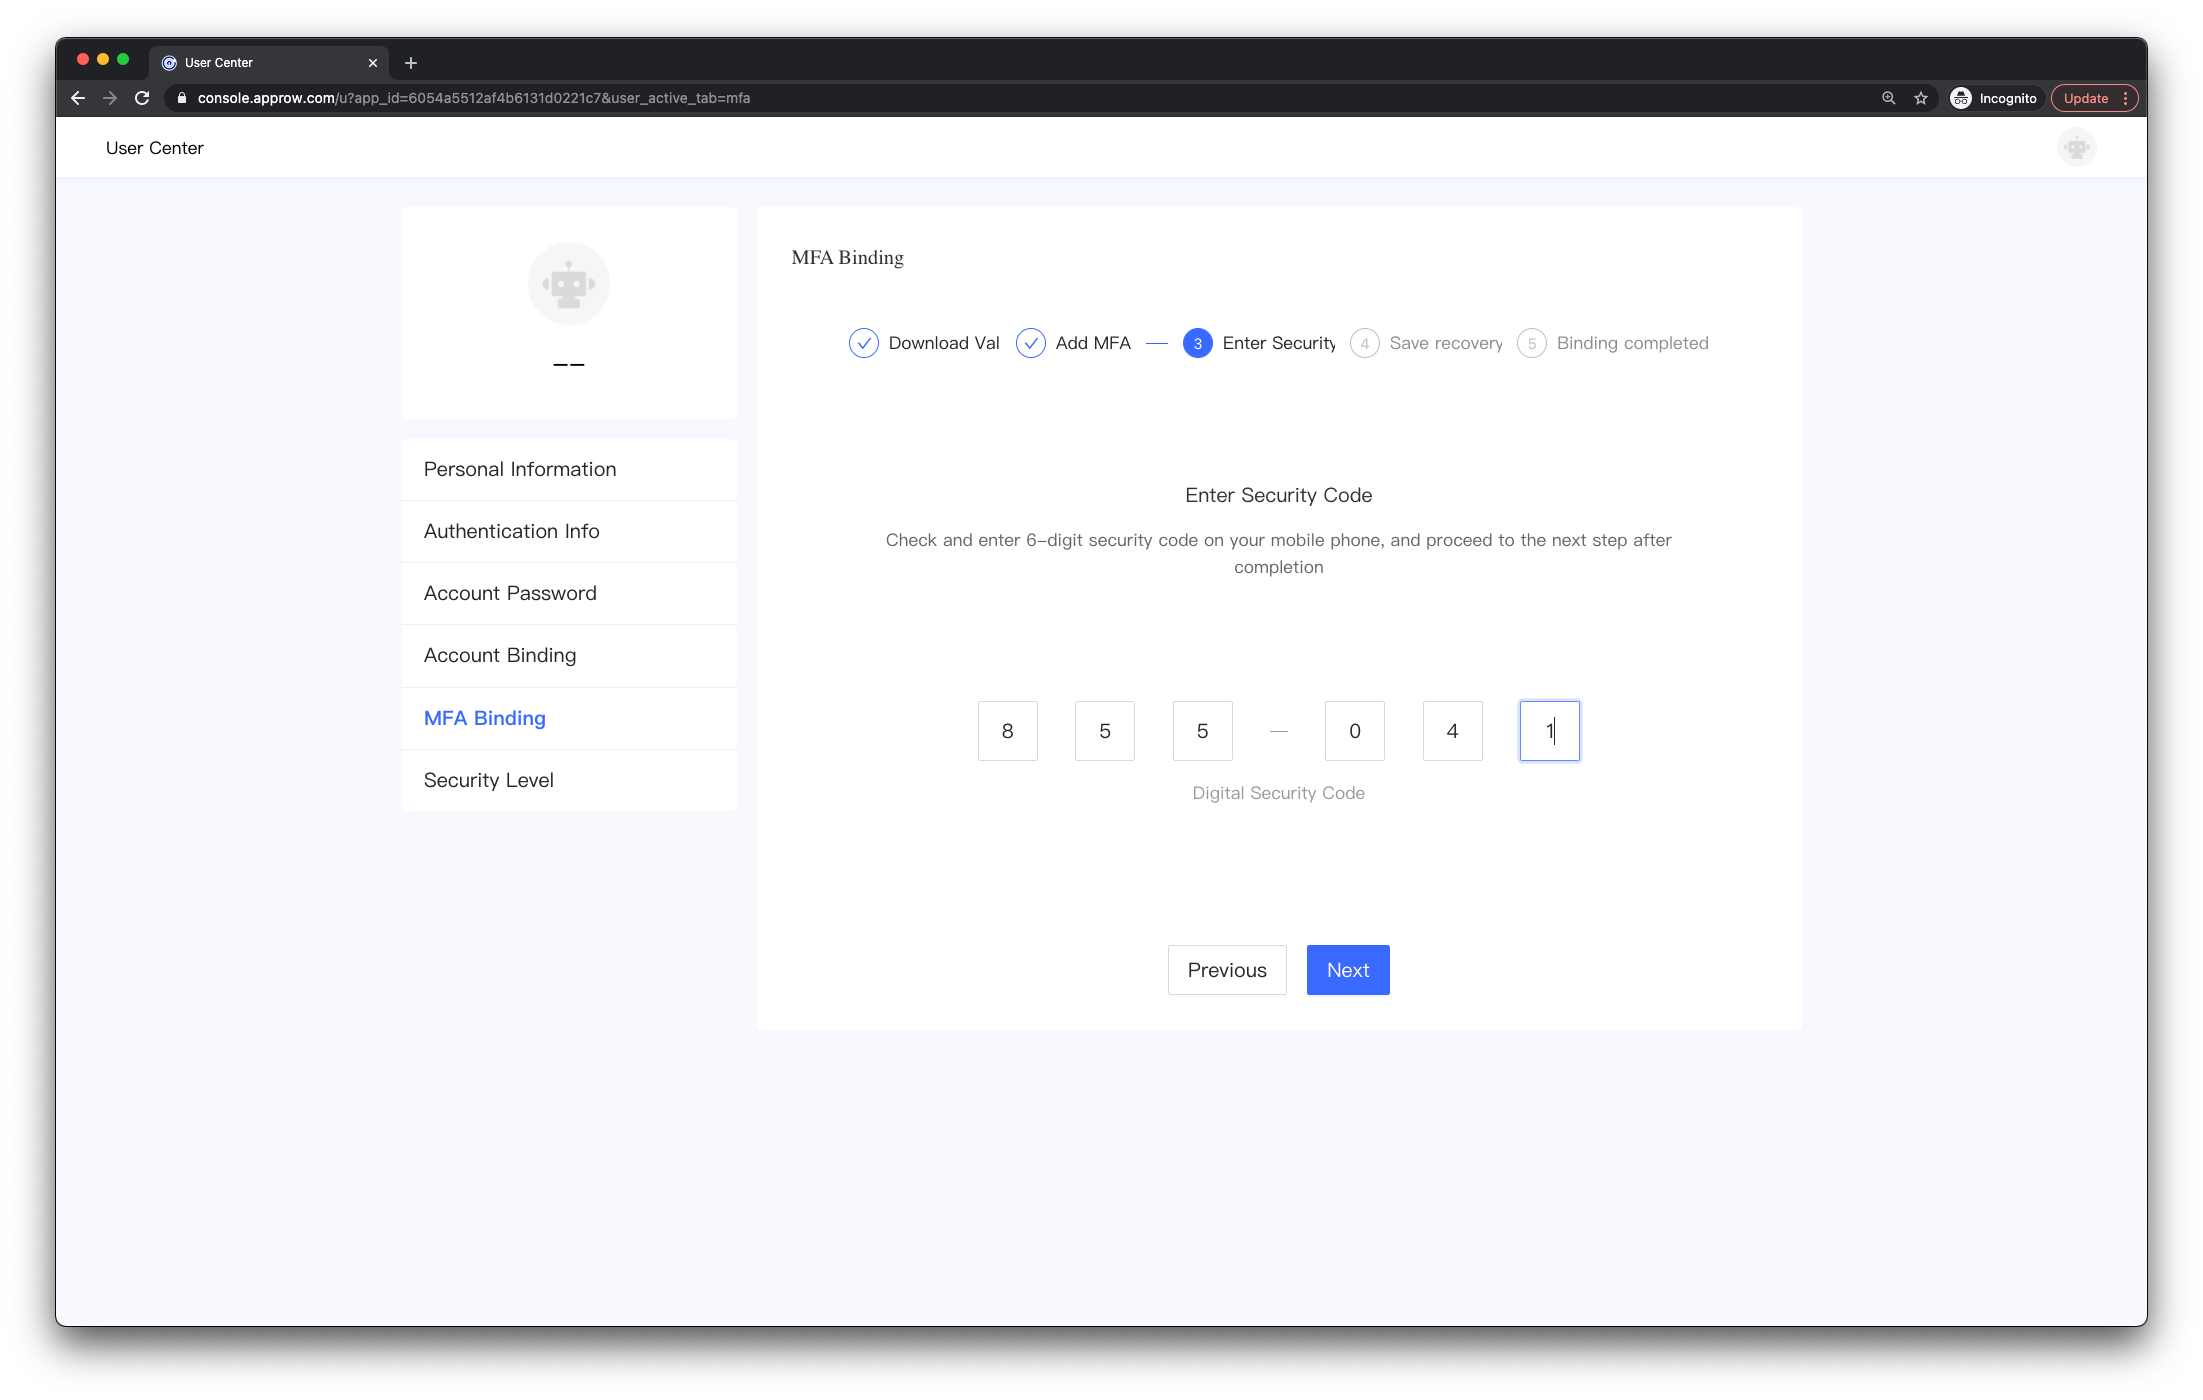 User Center
console.approw.com/u?app_id=6054a5512af4b6131d0221c7&user_active_tab=mfa
Incognito
Update
User Center
——
Personal Information
Authentication Info
Account Password
Account Binding
MFA Binding
Security Level
MFA Binding
Download Val
Add MFA
3 Enter Security
4 Save recovery
5 Binding completed
Enter Security Code
Check and enter 6-digit security code on your mobile phone, and proceed to the next step after
completion
8 5 5 — 0 4 1
Digital Security Code
Previous
Next